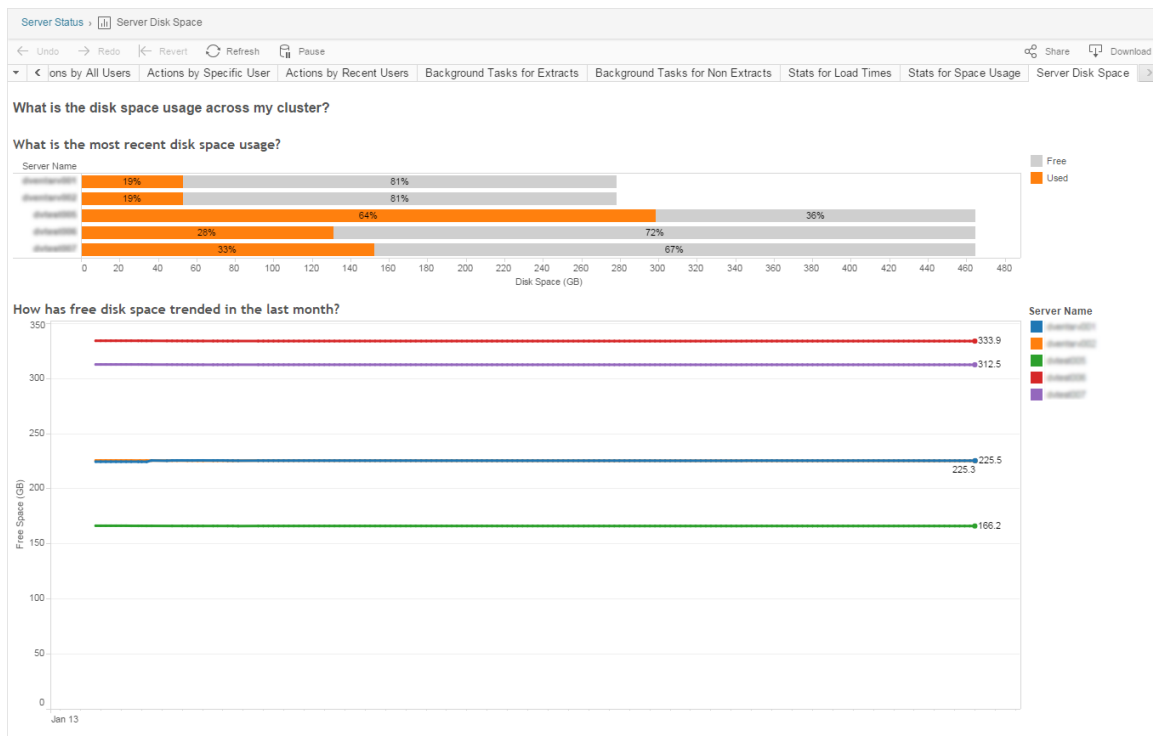 Server Status › Server Disk Space
Undo Redo Revert Refresh Pause Share Download
ons by All Users Actions by Specific User Actions by Recent Users Background Tasks for Extracts Background Tasks for Non Extracts Stats for Load Times Stats for Space Usage Server Disk Space
What is the disk space usage across my cluster?
What is the most recent disk space usage?
Server Name
Free
Used
19% 81%
19% 81%
64% 36%
28% 72%
33% 67%
0 20 40 60 80 100 120 140 160 180 200 220 240 260 280 300 320 340 360 380 400 420 440 460 480
Disk Space (GB)
How has free disk space trended in the last month?
Server Name
350
300
250
200
150
100
50
0
Free Space (GB)
333.9
312.5
225.5
225.3
166.2
Jan 13